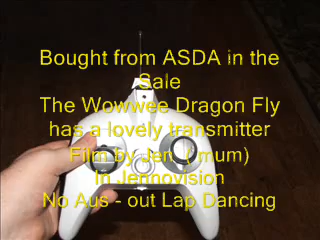 Bought from ASDA in the
Sale
The Wowwee Dragon Fly
has a lovely transmitter
Film by Jen ( mum)
In Jennovision
No Aus - out Lap Dancing